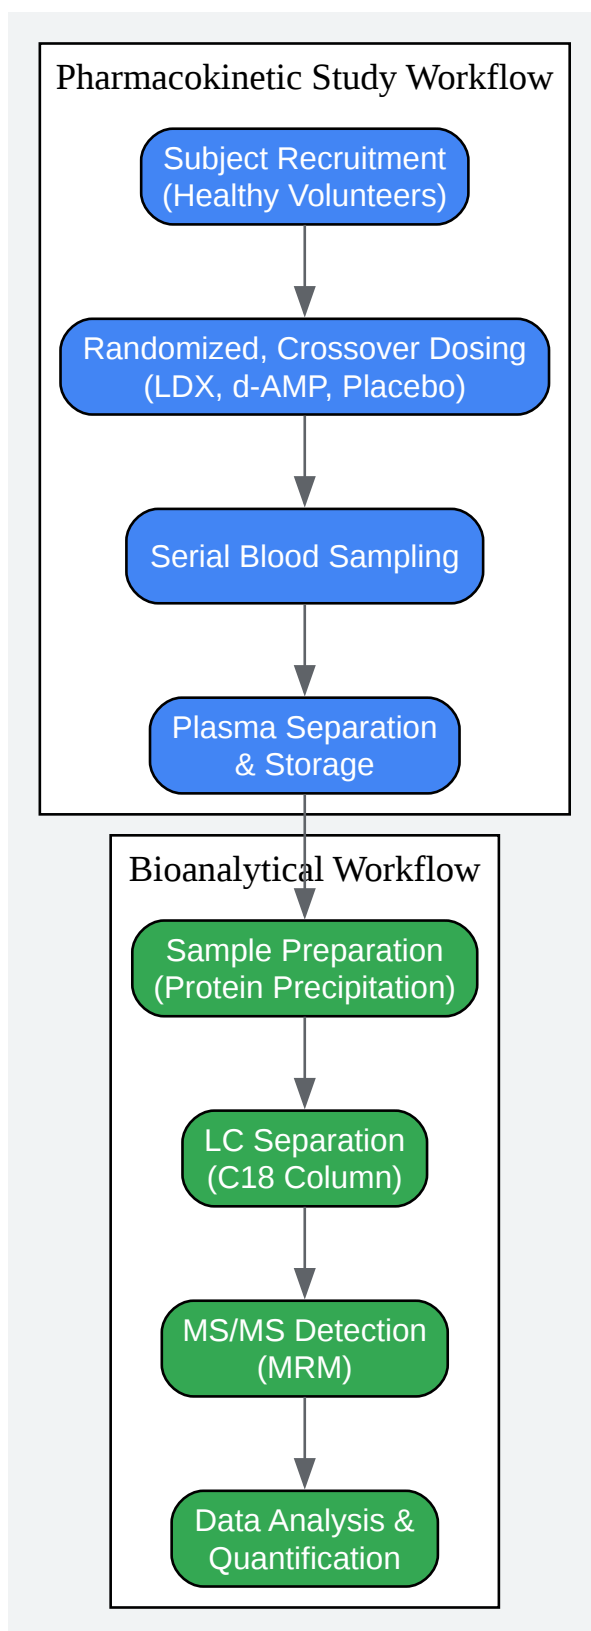 Pharmacokinetic Study Workflow
Subject Recruitment
(Healthy Volunteers)
Randomized, Crossover Dosing
(LDX, d-AMP, Placebo)
Serial Blood Sampling
Plasma Separation
& Storage
Bioanalytical Workflow
Sample Preparation
(Protein Precipitation)
LC Separation
(C18 Column)
MS/MS Detection
(MRM)
Data Analysis &
Quantification